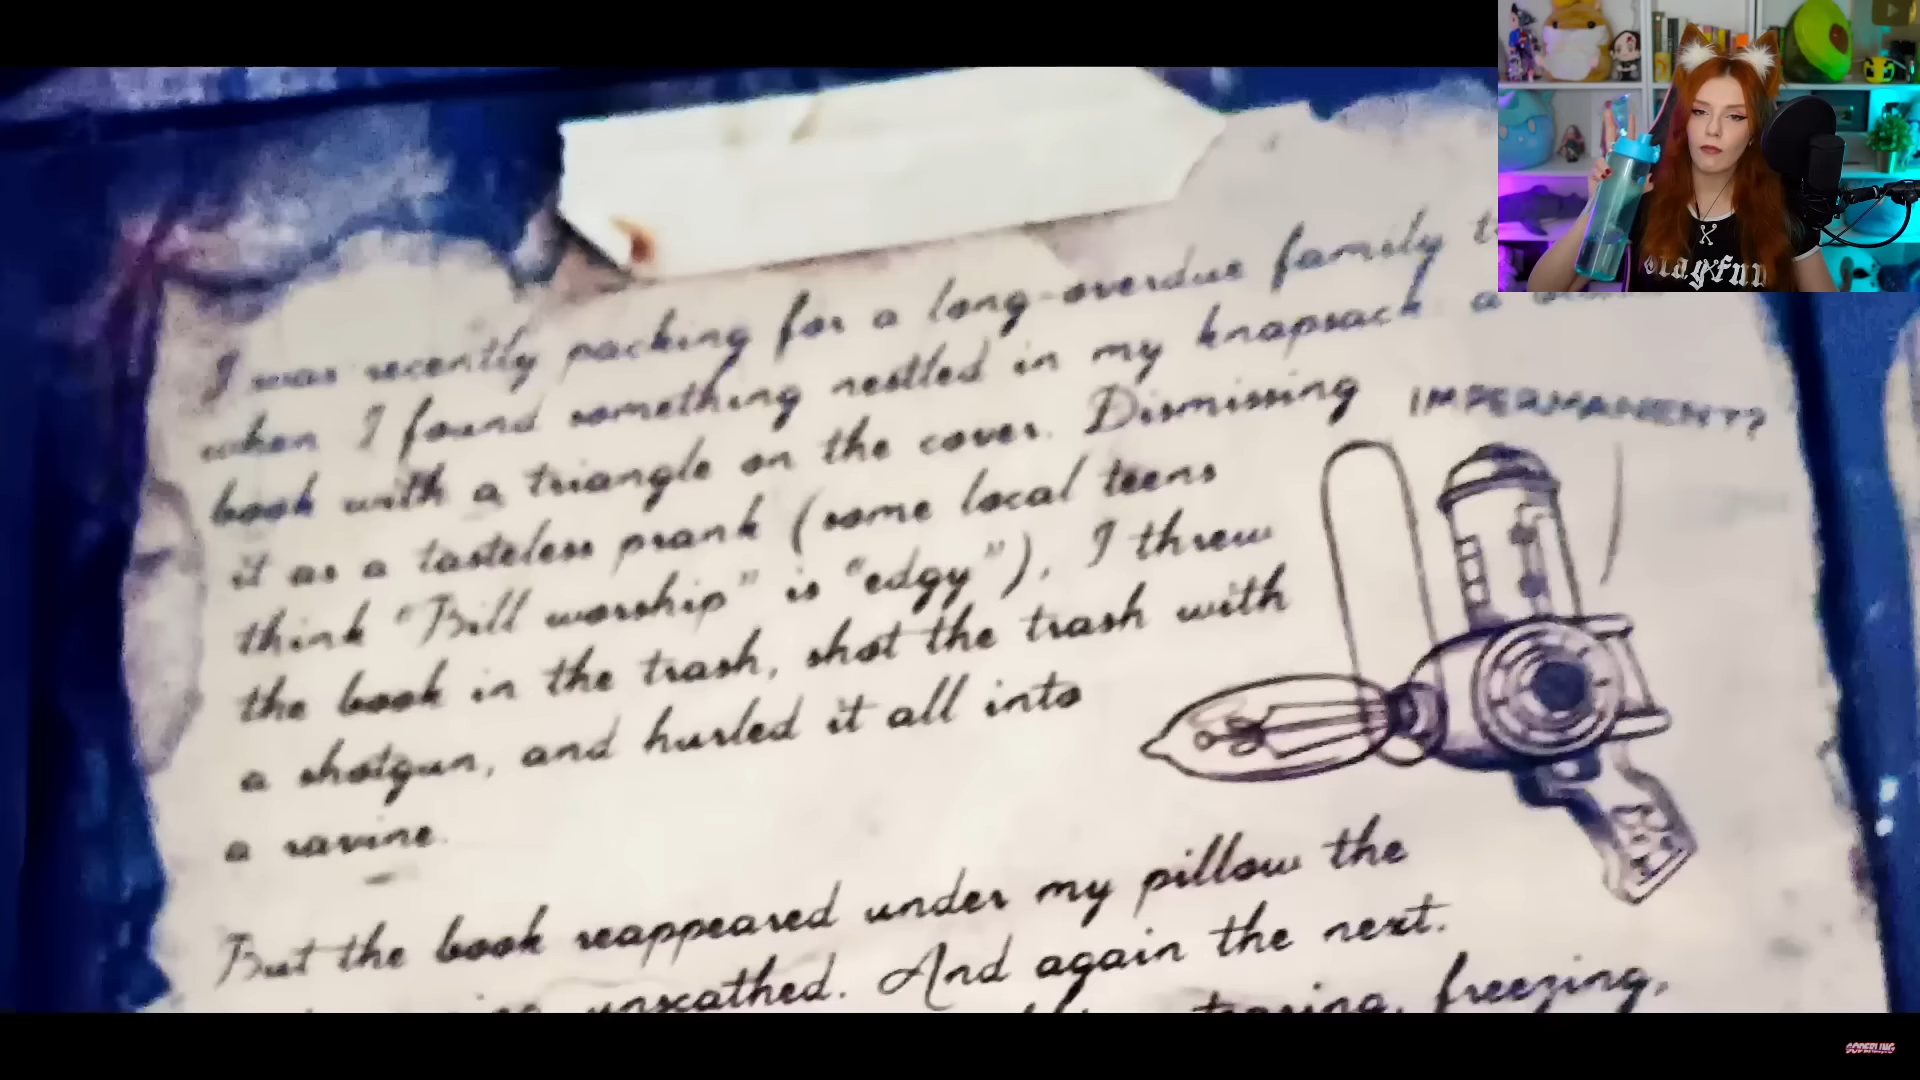 I was recently packing for a long-overdue family
when I found something nestled in my knapsack: a
book with a triangle on the cover. Dismissing
it as a tasteless prank (some local teens
think "Bill worship" is "edgy"), I threw
the book in the trash, shot the trash with
a shotgun, and hurled it all into
a ravine.
IMPERMANENT?
But the book reappeared under my pillow the
unscathed. And again the next.
freezing,
SODERLING